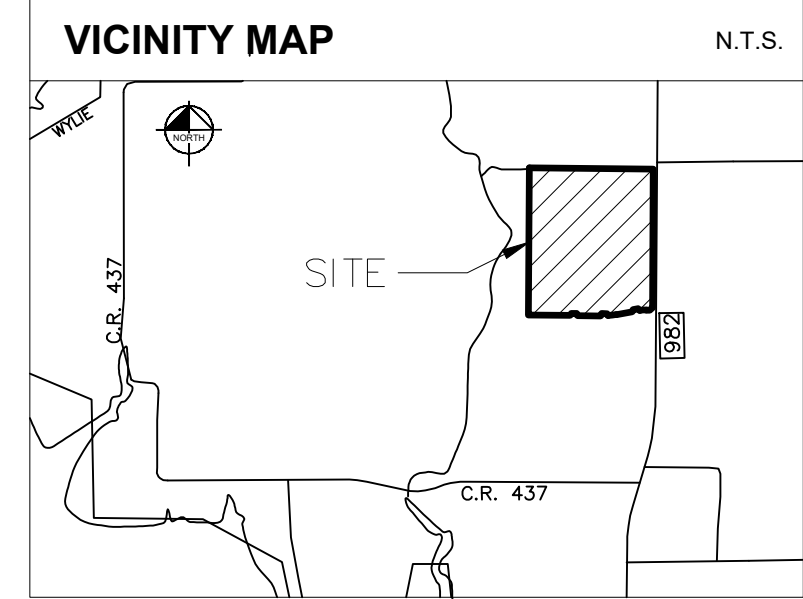 VICINITY MAP
N.T.S.
WYLIE
NORTH
C.R. 437
SITE
982
C.R. 437